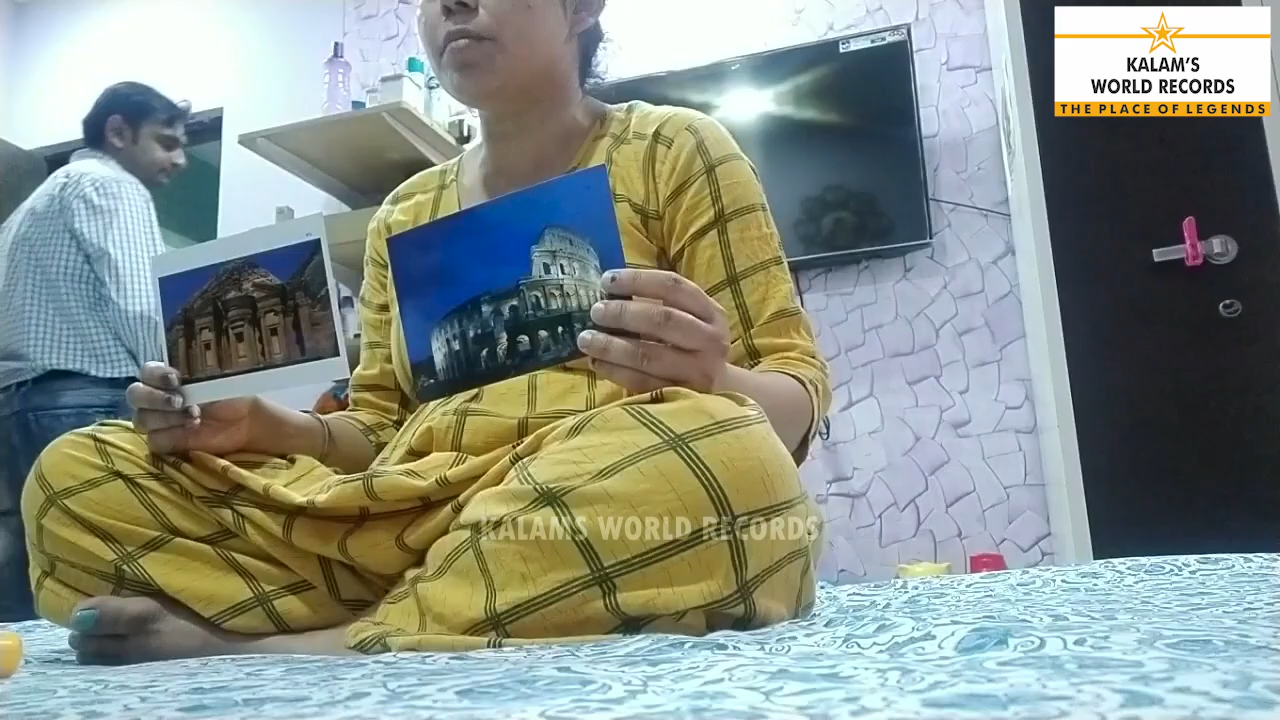 KALAM'S
WORLD RECORDS
THE PLACE OF LEGENDS
KALAMS WORLD RECORDS